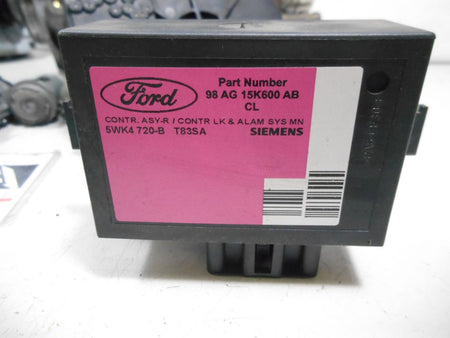 Ford
Part Number
98 AG 15K600 AB
CL
CONTR. ASY-R / CONTR LK & ALAM SYS MN
5WK4 720-B T83SA
SIEMENS